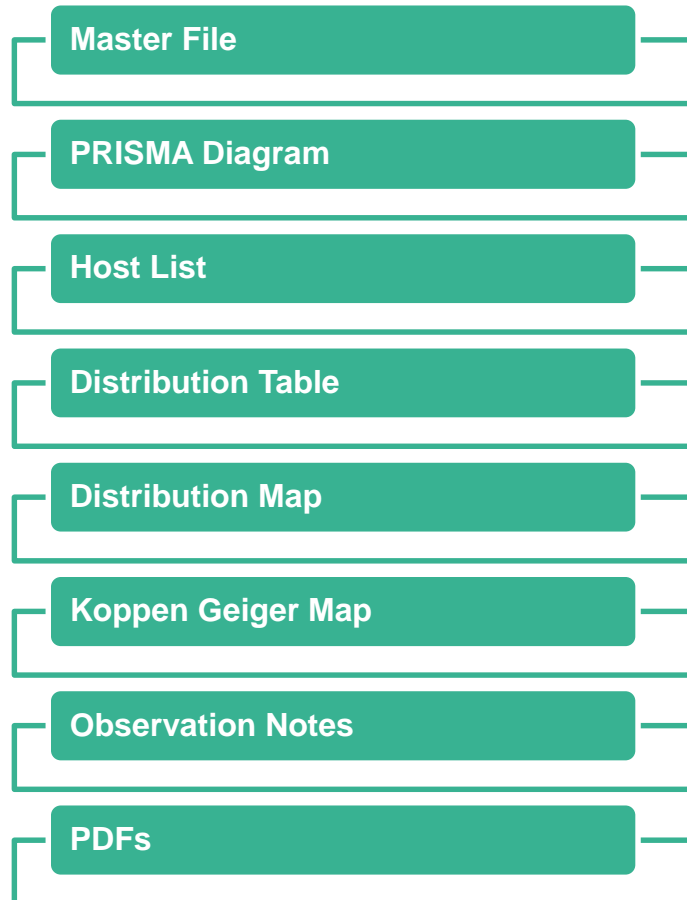 Master File
PRISMA Diagram
Host List
Distribution Table
Distribution Map
Koppen Geiger Map
Observation Notes
PDFs